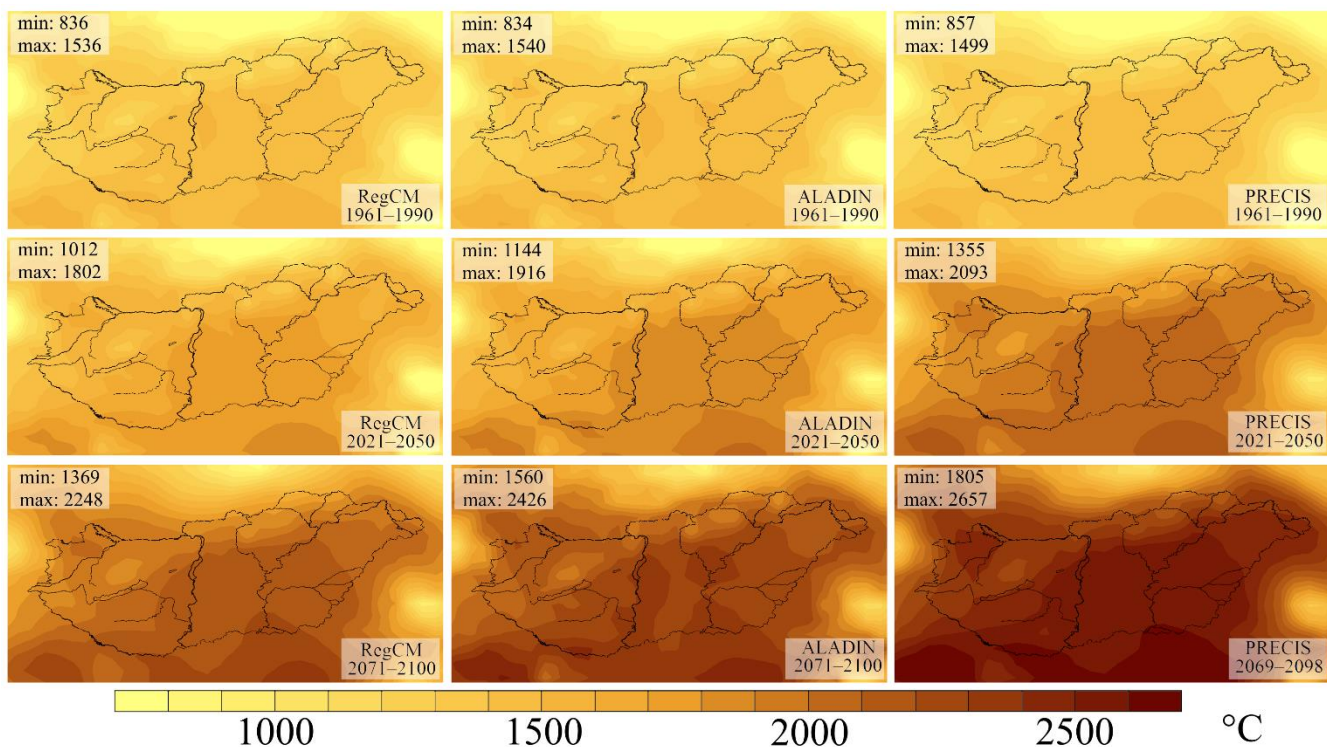 min: 836
max: 1536
RegCM
1961–1990
min: 834
max: 1540
ALADIN
1961–1990
min: 857
max: 1499
PRECIS
1961–1990
min: 1012
max: 1802
RegCM
2021–2050
min: 1144
max: 1916
ALADIN
2021–2050
min: 1355
max: 2093
PRECIS
2021–2050
min: 1369
max: 2248
RegCM
2071–2100
min: 1560
max: 2426
ALADIN
2071–2100
min: 1805
max: 2657
PRECIS
2069–2098
1000 1500 2000 2500 °C